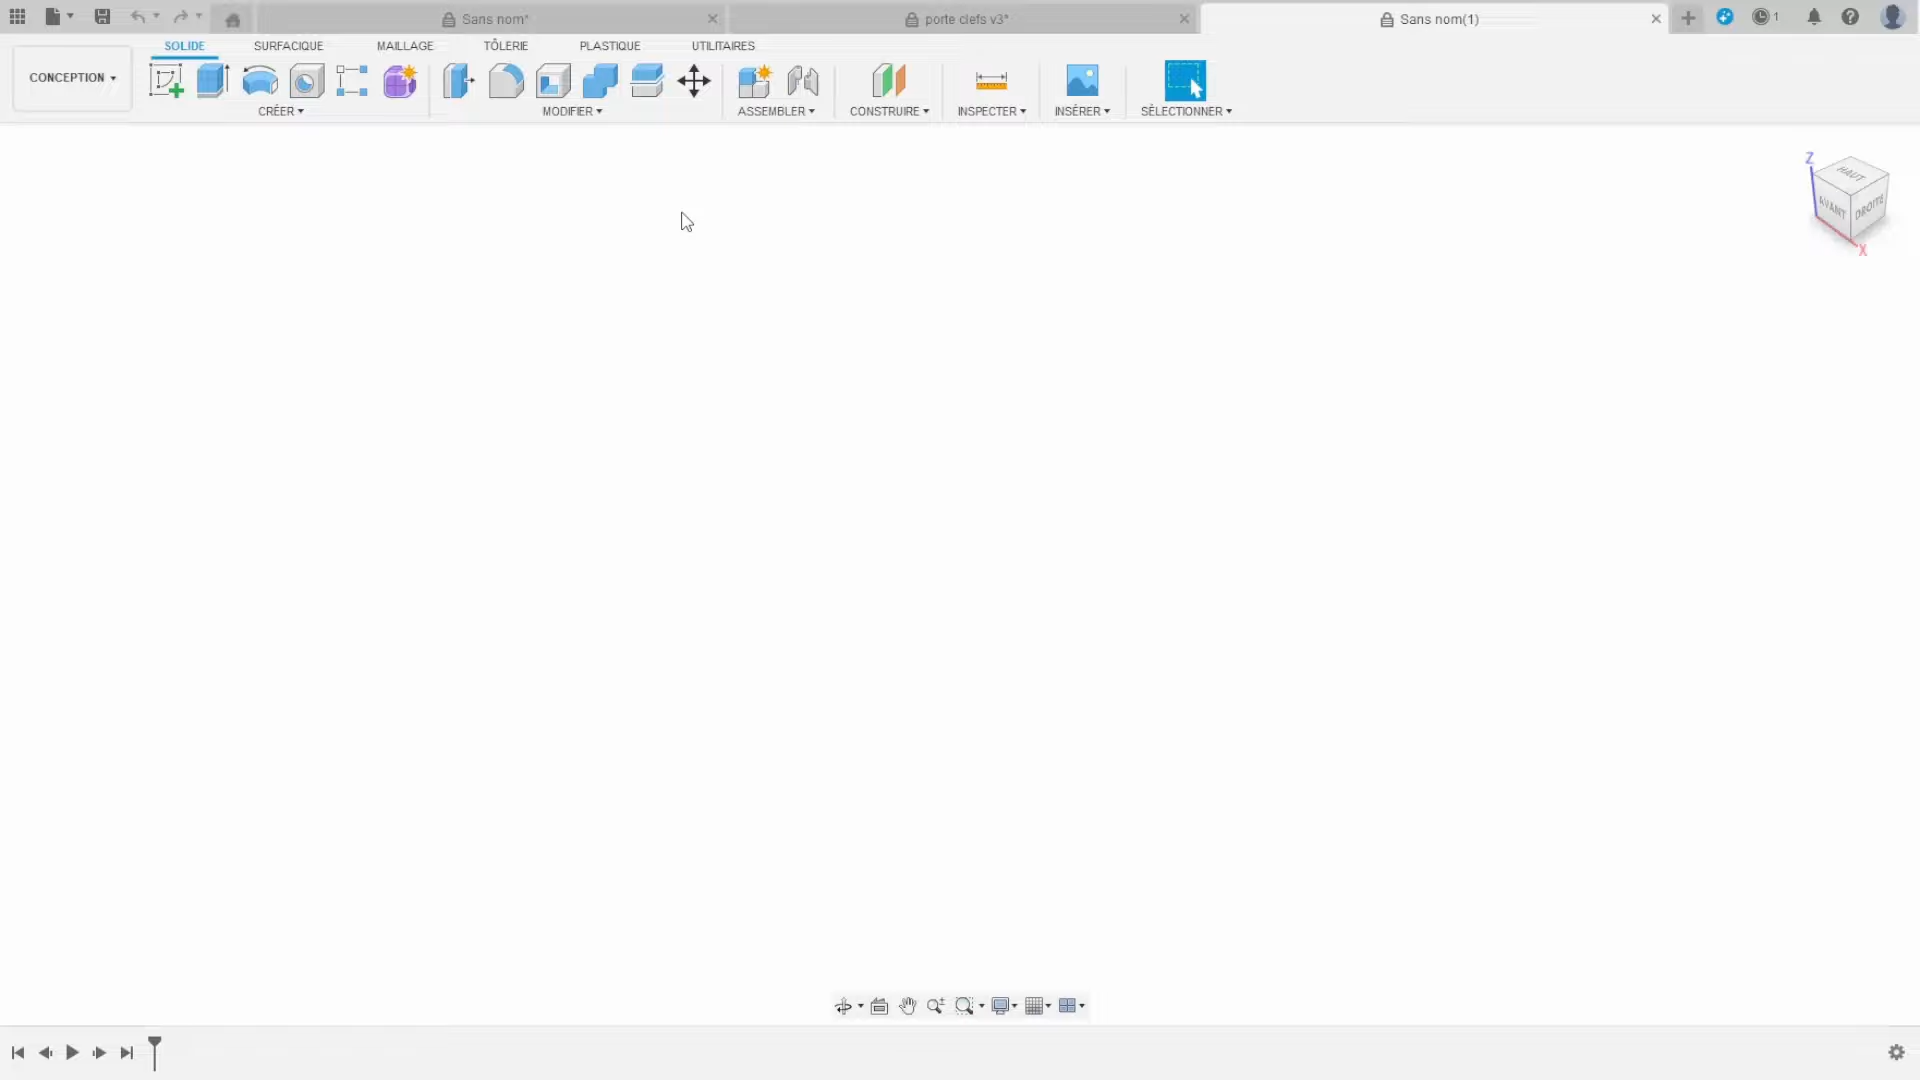 Sans nom*
porte clefs v3*
Sans nom(1)
1
SOLIDE
SURFACIQUE
MAILLAGE
TÔLERIE
PLASTIQUE
UTILITAIRES
CONCEPTION
CRÉER
MODIFIER
ASSEMBLER
CONSTRUIRE
INSPECTER
INSÉRER
SÉLECTIONNER
Z
HAUT
AVANT
DROITE
X